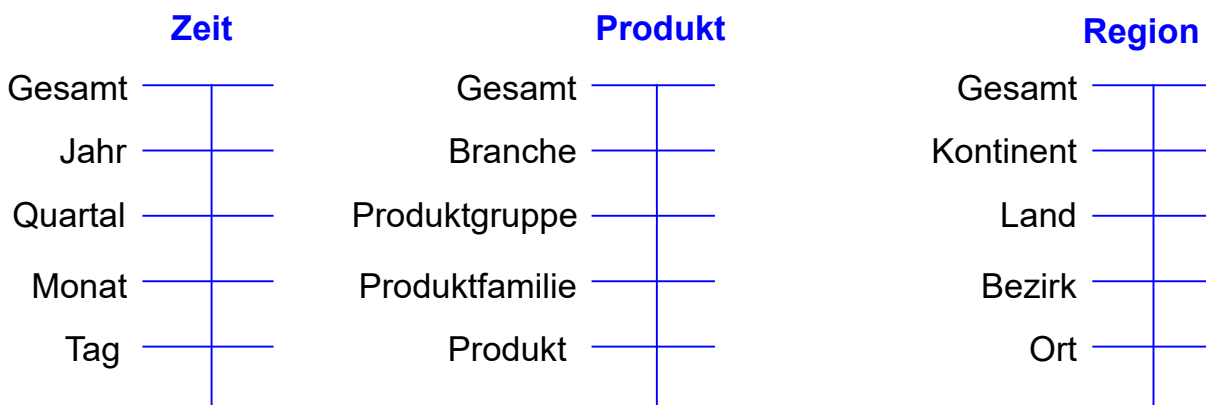 Zeit
Gesamt
Jahr
Quartal
Monat
Tag
Produkt
Gesamt
Branche
Produktgruppe
Produktfamilie
Produkt
Region
Gesamt
Kontinent
Land
Bezirk
Ort